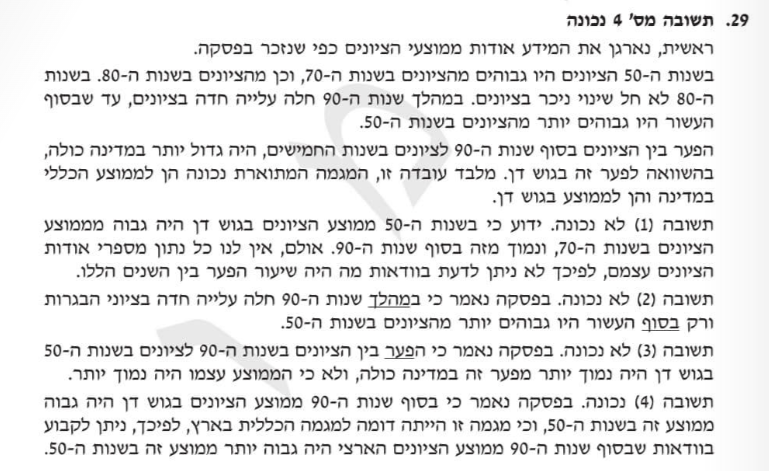 29. תשובה מס' 4 נכונה
ראשית, נארגן את המידע אודות ממוצעי הציונים כפי שנזכר בפסקה.
בשנות ה-50 הציונים היו גבוהים מהציונים בשנות ה-70, וכן מהציונים בשנות ה-80. בשנות
ה-80 לא חל שינוי ניכר בציונים. במהלך שנות ה-90 חלה עלייה חדה בציונים, עד שבסוף
העשור היו גבוהים יותר מהציונים בשנות ה-50.
הפער בין הציונים בסוף שנות ה-90 לציונים בשנות החמישים, היה גדול יותר במדינה כולה,
בהשוואה לפער זה בגוש דן. מלבד עובדה זו, המגמה המתוארת נכונה הן לממוצע הכללי
במדינה והן לממוצע בגוש דן.
תשובה (1) לא נכונה. ידוע כי בשנות ה-50 ממוצע הציונים בגוש דן היה גבוה מממוצע
הציונים בשנות ה-70, ונמוך מזה בסוף שנות ה-90. אולם, אין לנו כל נתון מספרי אודות
הציונים עצמם, לפיכך לא ניתן לדעת בוודאות מה היה שיעור הפער בין השנים הללו.
תשובה (2) לא נכונה. בפסקה נאמר כי במהלך שנות ה-90 חלה עלייה חדה בציוני הבגרות
ורק בסוף העשור היו גבוהים יותר מהציונים בשנות ה-50.
תשובה (3) לא נכונה. בפסקה נאמר כי הפער בין הציונים בשנות ה-90 לציונים בשנות ה-50
בגוש דן היה נמוך יותר מפער זה במדינה כולה, ולא כי הממוצע עצמו היה נמוך יותר.
תשובה (4) נכונה. בפסקה נאמר כי בסוף שנות ה-90 ממוצע הציונים בגוש דן היה גבוה
ממוצע זה בשנות ה-50, וכי מגמה זו הייתה דומה למגמה הכללית בארץ, לפיכך, ניתן לקבוע
בוודאות שבסוף שנות ה-90 ממוצע הציונים הארצי היה גבוה יותר ממוצע זה בשנות ה-50.